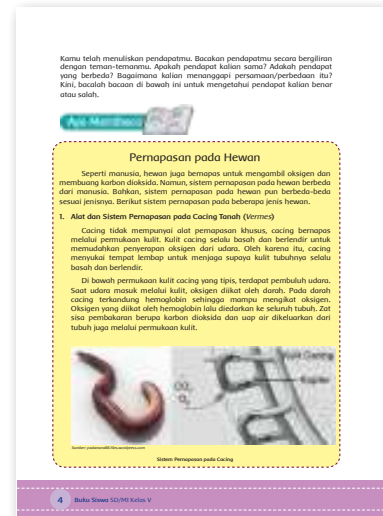 Kamu telah menuliskan pendapatmu. Bacakan pendapatmu secara bergiliran
dengan teman-temanmu. Apakah pendapat kalian sama? Adakah pendapat
yang berbeda? Bagaimana kalian menanggapi persamaan/perbedaan itu?
Kini, bacalah bacaan di bawah ini untuk mengetahui pendapat kalian benar
atau salah.
Ayo Membaca
Pernapasan pada Hewan
Seperti manusia, hewan juga bernapas untuk mengambil oksigen dan
membuang karbon dioksida. Namun, sistem pernapasan pada hewan berbeda
dari manusia. Bahkan, sistem pernapasan pada hewan pun berbeda-beda
sesuai jenisnya. Berikut sistem pernapasan pada beberapa jenis hewan.
1. Alat dan Sistem Pernapasan pada Cacing Tanah (Vermes)
Cacing tidak mempunyai alat pernapasan khusus, cacing bernapas
melalui permukaan kulit. Kulit cacing selalu basah dan berlendir untuk
memudahkan penyerapan oksigen dari udara. Oleh karena itu, cacing
menyukai tempat lembap untuk menjaga supaya kulit tubuhnya selalu
basah dan berlendir.
Di bawah permukaan kulit cacing yang tipis, terdapat pembuluh udara.
Saat udara masuk melalui kulit, oksigen diikat oleh darah. Pada darah
cacing terkandung hemoglobin sehingga mampu mengikat oksigen.
Oksigen yang diikat oleh hemoglobin lalu diedarkan ke seluruh tubuh. Zat
sisa pembakaran berupa karbon dioksida dan uap air dikeluarkan dari
tubuh juga melalui permukaan kulit.
Kulit Cacing
CO₂
O₂
Kapiler
Sistem Pernapasan pada Cacing
4 Buku Siswa SD/MI Kelas V